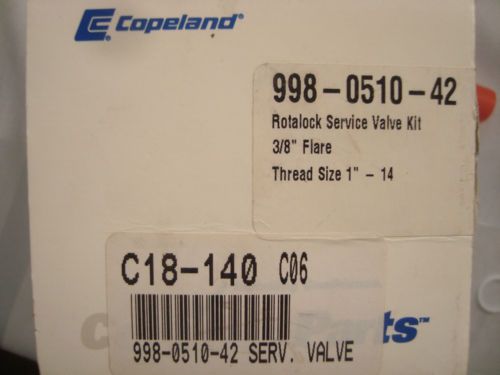 Copeland®
998-0510-42
Rotalock Service Valve Kit
3/8" Flare
Thread Size 1" - 14
C18-140 C06
ts™
998-0510-42 SERV. VALVE